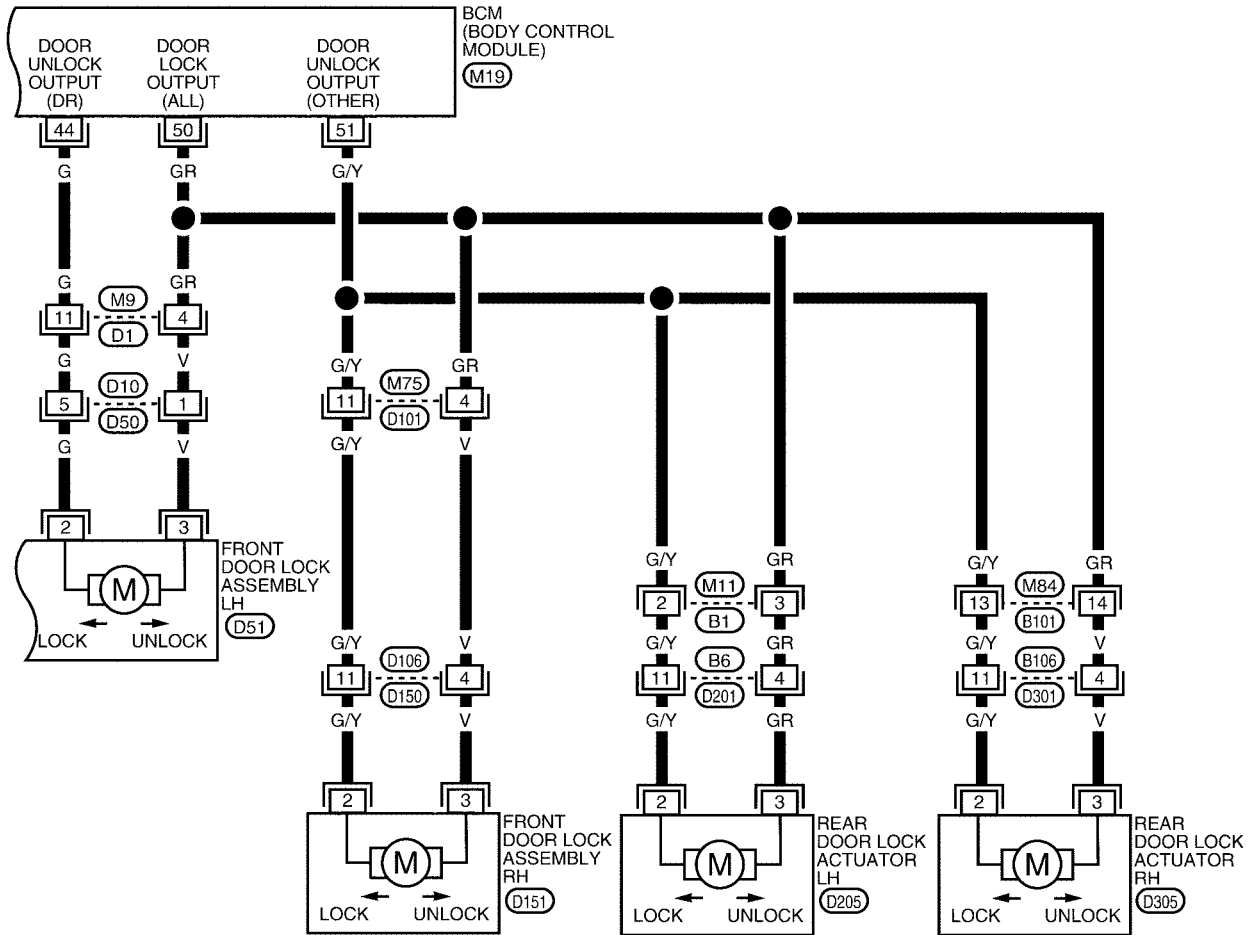 BCM
(BODY CONTROL
MODULE)
M19
DOOR
UNLOCK
OUTPUT
(DR)
DOOR
LOCK
OUTPUT
(ALL)
DOOR
UNLOCK
OUTPUT
(OTHER)
44
50
51
G
GR
G/Y
G
GR
11
M9
D1
4
G
V
5
D10
D50
1
G
V
2
3
M
LOCK
UNLOCK
FRONT
DOOR LOCK
ASSEMBLY
LH
D51
G/Y
GR
11
M75
D101
4
G/Y
V
G/Y
V
11
D106
D150
4
G/Y
V
2
3
M
LOCK
UNLOCK
FRONT
DOOR LOCK
ASSEMBLY
RH
D151
G/Y
GR
2
M11
B1
3
G/Y
GR
11
B6
D201
4
G/Y
GR
2
3
M
LOCK
UNLOCK
REAR
DOOR LOCK
ACTUATOR
LH
D205
G/Y
GR
13
M84
B101
14
G/Y
V
11
B106
D301
4
G/Y
V
2
3
M
LOCK
UNLOCK
REAR
DOOR LOCK
ACTUATOR
RH
D305